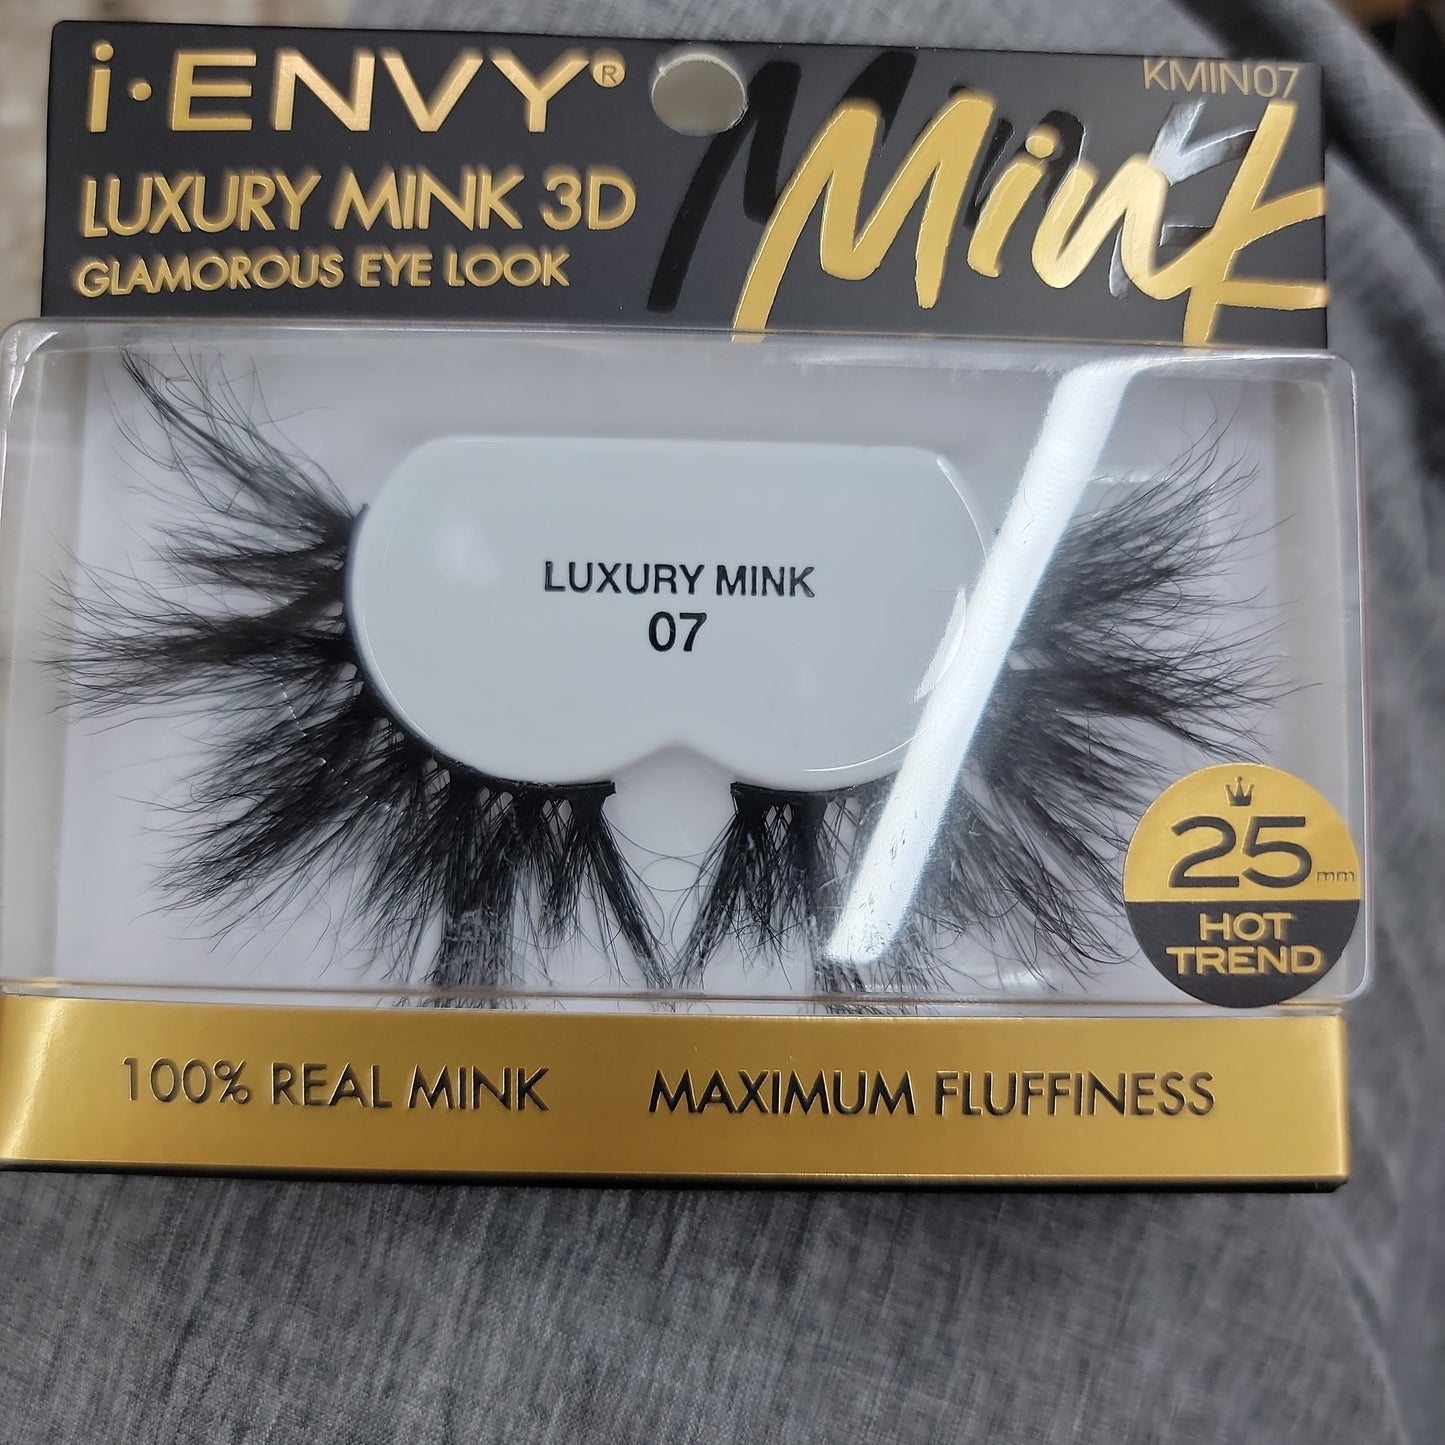 i·ENVY®
KMIN07
LUXURY MINK 3D
GLAMOROUS EYE LOOK
Mink
LUXURY MINK
07
25mm
HOT
TREND
100% REAL MINK MAXIMUM FLUFFINESS